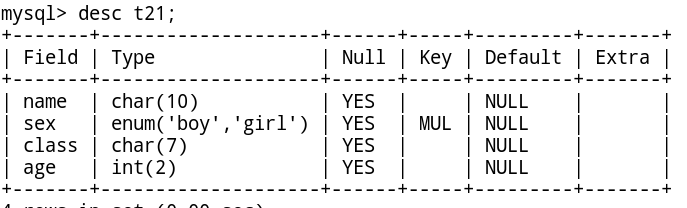 mysql> desc t21;
+-------+--------------------+------+-----+---------+-------+
| Field | Type               | Null | Key | Default | Extra |
+-------+--------------------+------+-----+---------+-------+
| name  | char(10)           | YES  |     | NULL    |       |
| sex   | enum('boy','girl') | YES  | MUL | NULL    |       |
| class | char(7)            | YES  |     | NULL    |       |
| age   | int(2)             | YES  |     | NULL    |       |
+-------+--------------------+------+-----+---------+-------+
4 rows in set (0.00 sec)